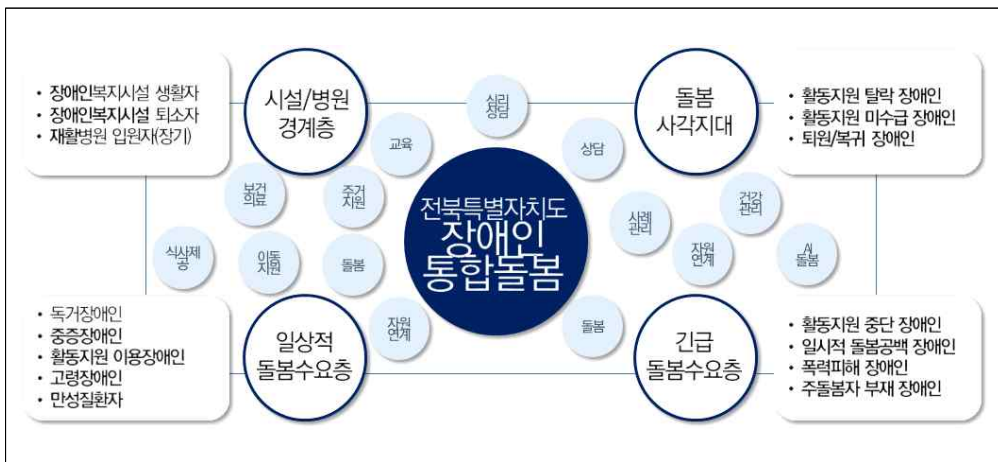 • 장애인복지시설 생활자
• 장애인복지시설 퇴소자
• 재활병원 입원자(장기)
시설/병원
경계층
심리
상담
돌봄
사각지대
• 활동지원 탈락 장애인
• 활동지원 미수급 장애인
• 퇴원/복귀 장애인
교육
상담
보건
의료
주거
지원
전북특별자치도
장애인
통합돌봄
사례
관리
건강
관리
식사제
공
이동
지원
돌봄
자원
연계
AI
돌봄
• 독거장애인
• 중증장애인
• 활동지원 이용장애인
• 고령장애인
• 만성질환자
일상적
돌봄수요층
자원
연계
돌봄
긴급
돌봄수요층
• 활동지원 중단 장애인
• 일시적 돌봄공백 장애인
• 폭력피해 장애인
• 주돌봄자 부재 장애인